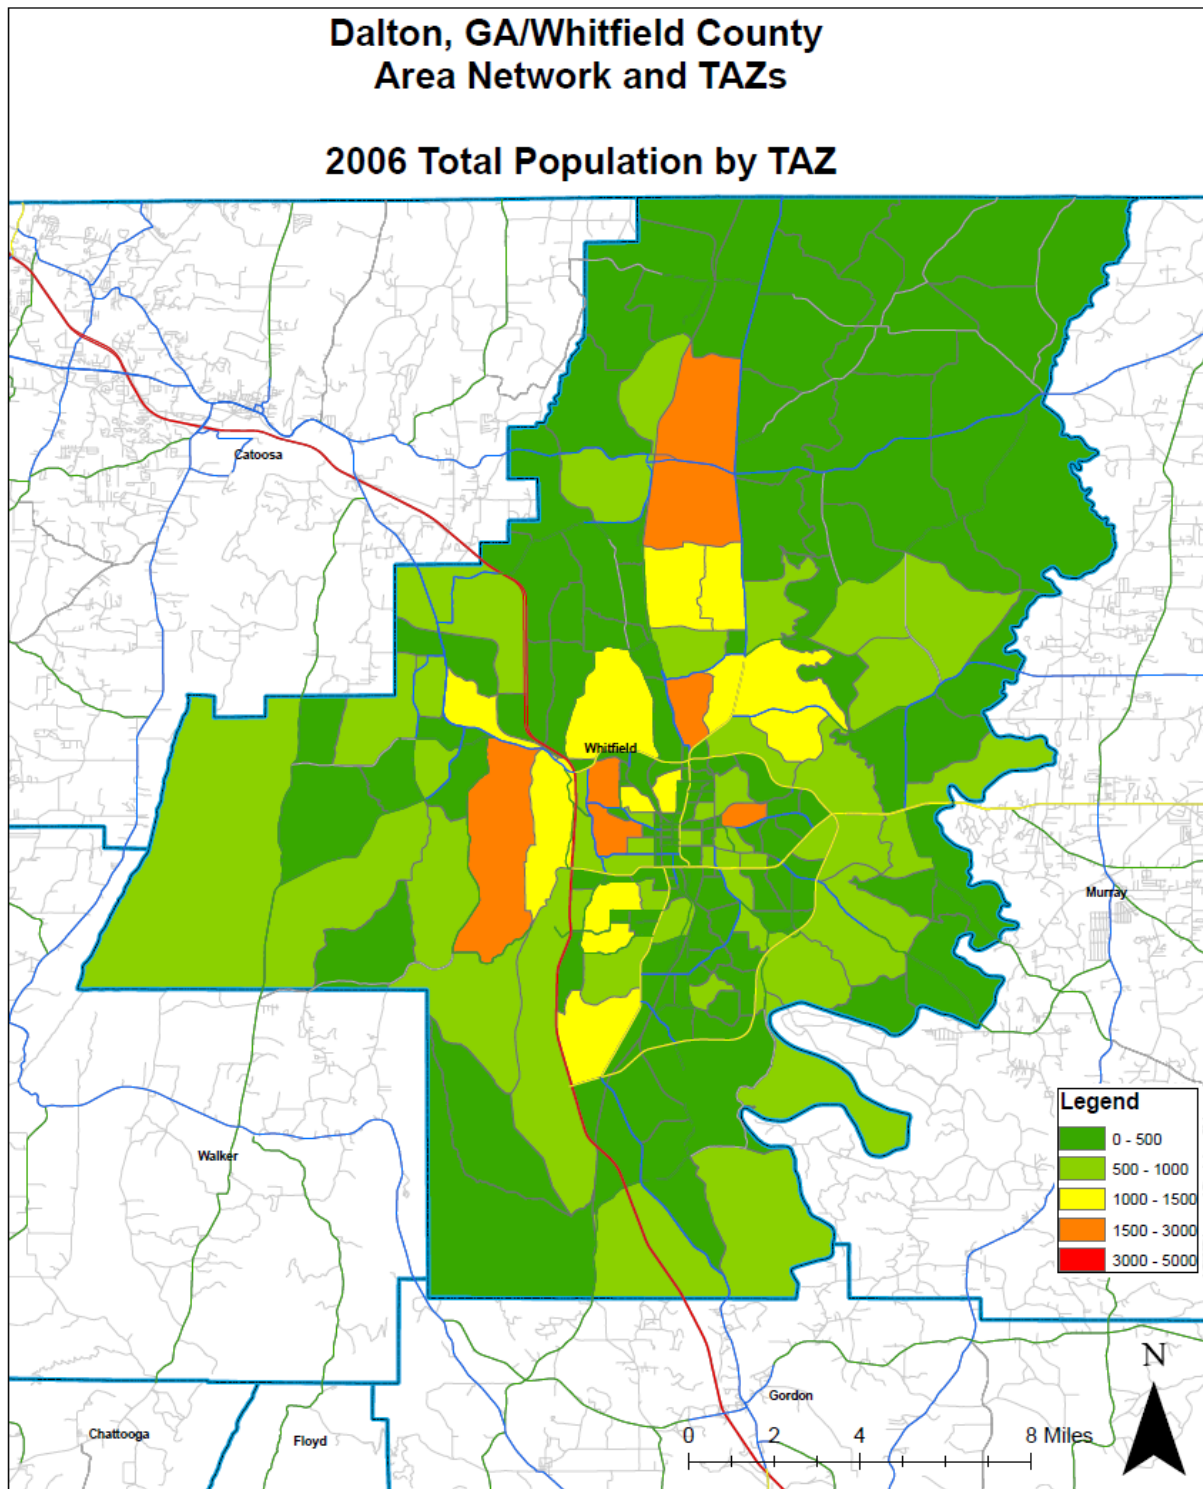 Dalton, GA/Whitfield County
Area Network and TAZs
2006 Total Population by TAZ
Catoosa
Whitfield
Murray
Walker
Legend
0 - 500
500 - 1000
1000 - 1500
1500 - 3000
3000 - 5000
Gordon
Chattooga
Floyd
N
0 2 4 8 Miles